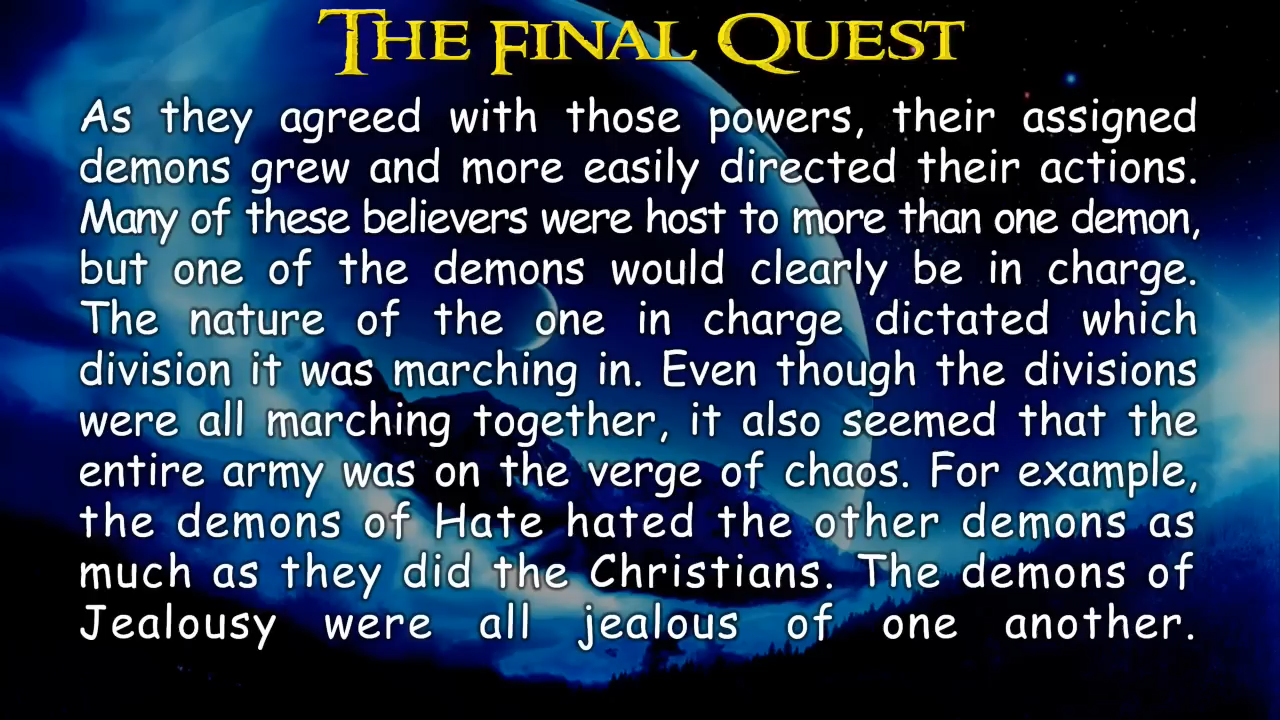 The Final Quest
As they agreed with those powers, their assigned
demons grew and more easily directed their actions.
Many of these believers were host to more than one demon,
but one of the demons would clearly be in charge.
The nature of the one in charge dictated which
division it was marching in. Even though the divisions
were all marching together, it also seemed that the
entire army was on the verge of chaos. For example,
the demons of Hate hated the other demons as
much as they did the Christians. The demons of
Jealousy were all jealous of one another.